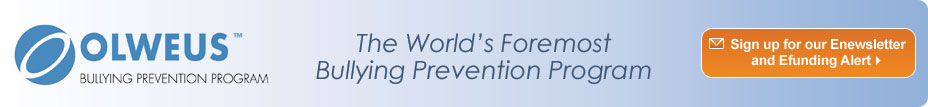 OLWEUS™
BULLYING PREVENTION PROGRAM
The World's Foremost
Bullying Prevention Program
Sign up for our Enewsletter
and Efunding Alert